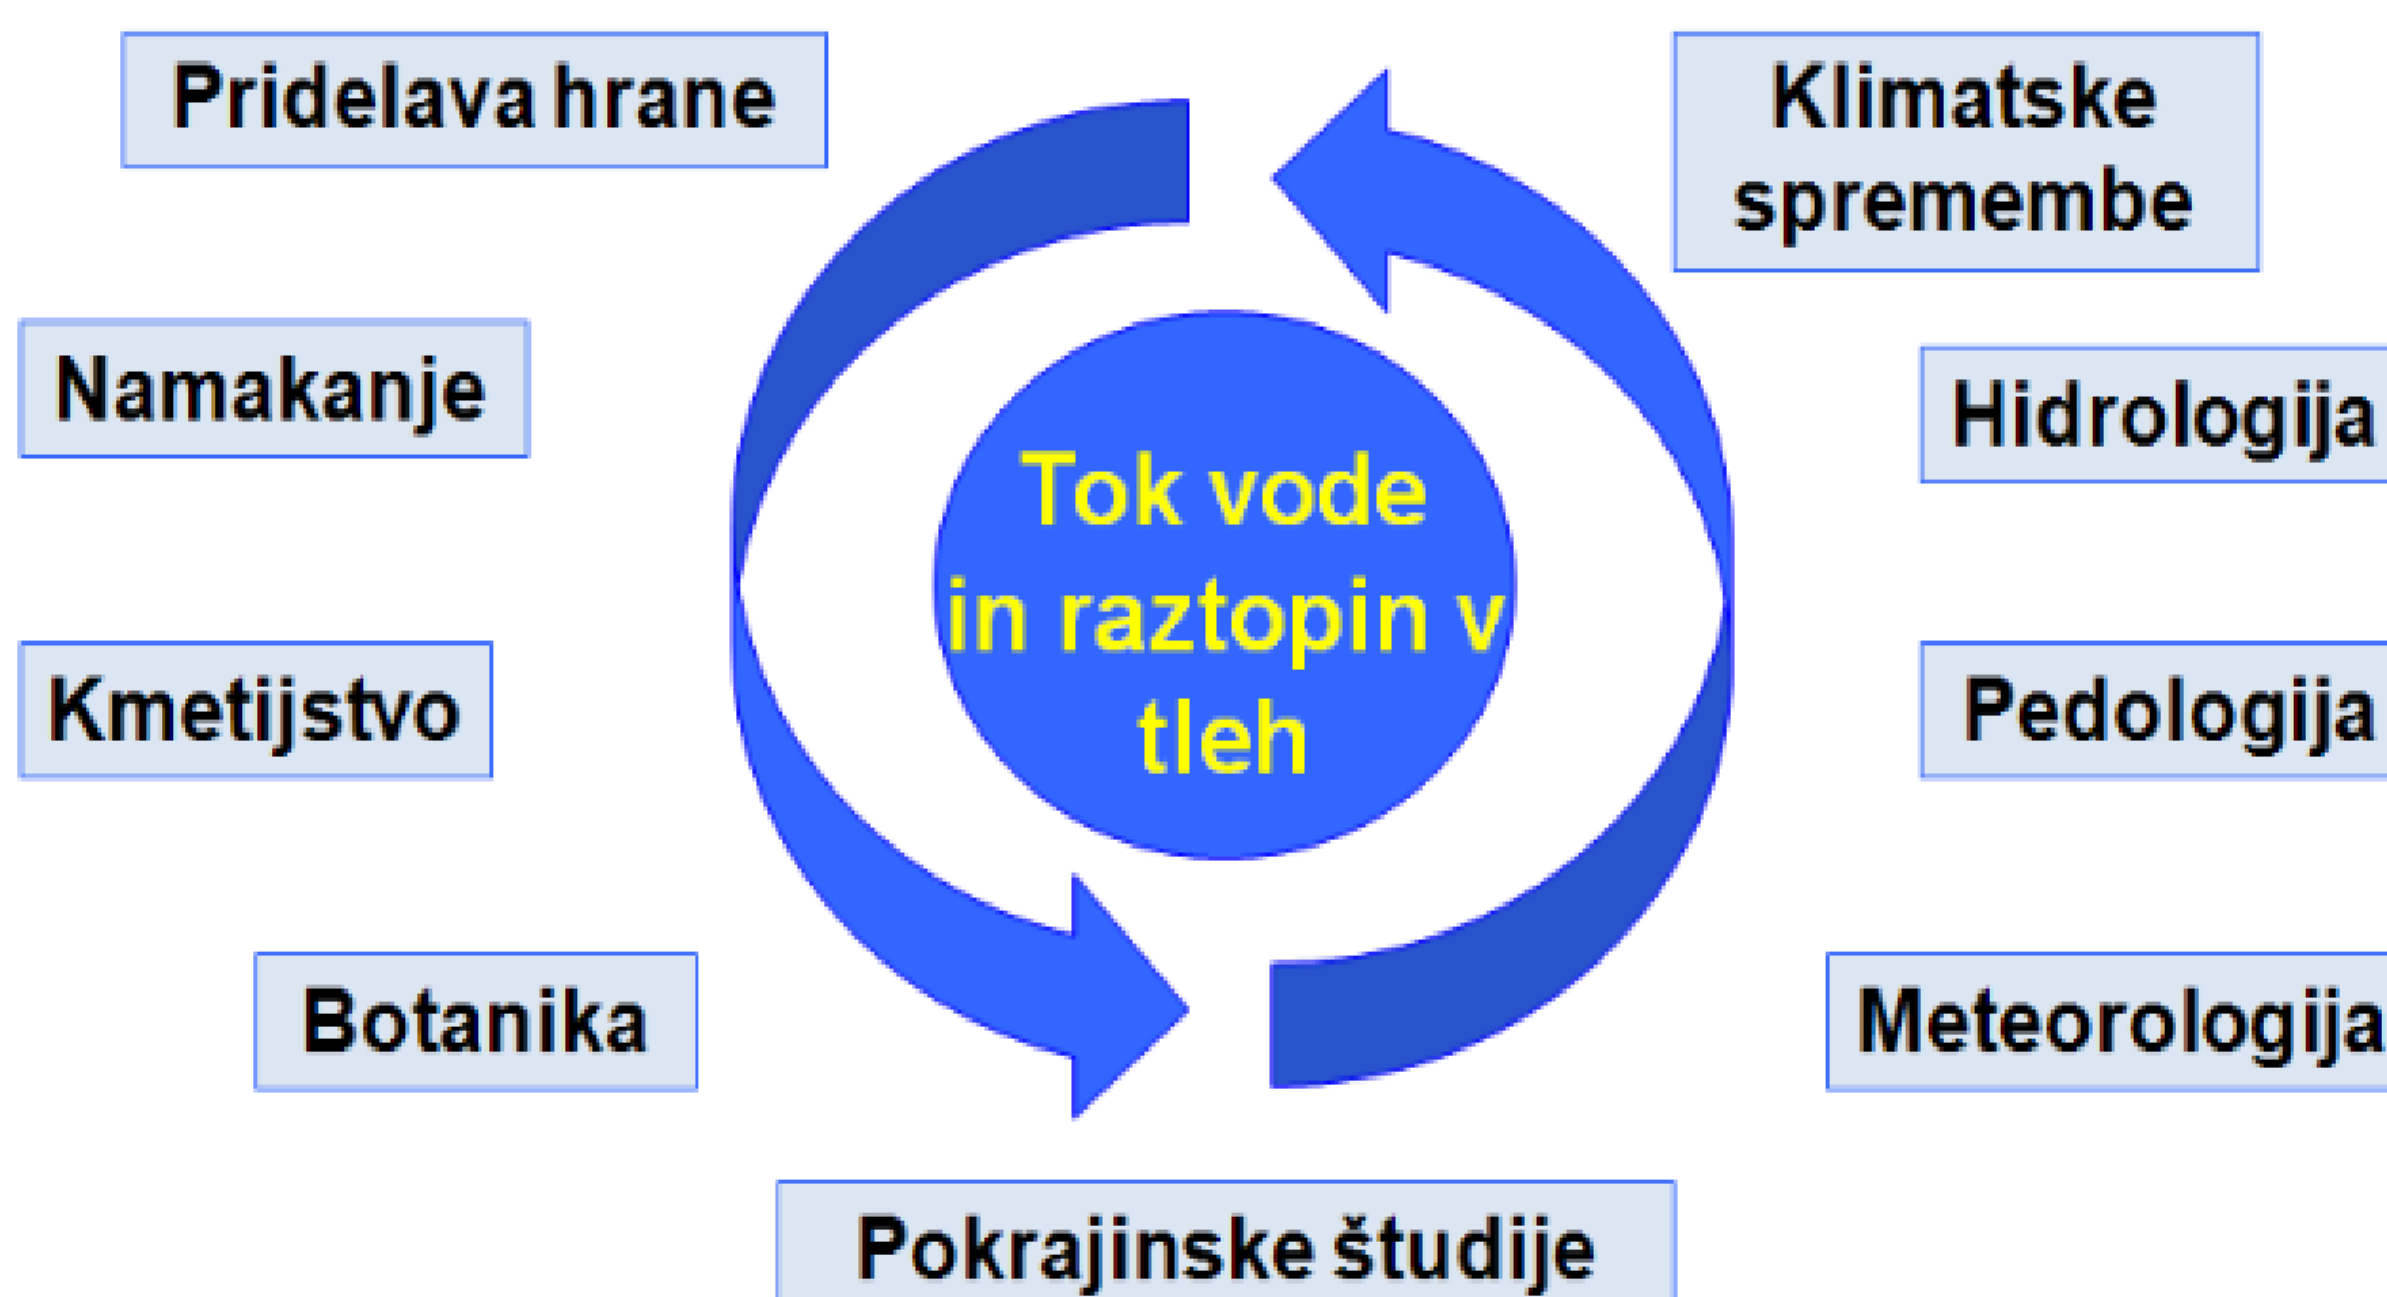 Pridelava hrane
Klimatske
spremembe
Namakanje
Hidrologija
Tok vode
in raztopin v
tleh
Kmetijstvo
Pedologija
Botanika
Meteorologija
Pokrajinske študije